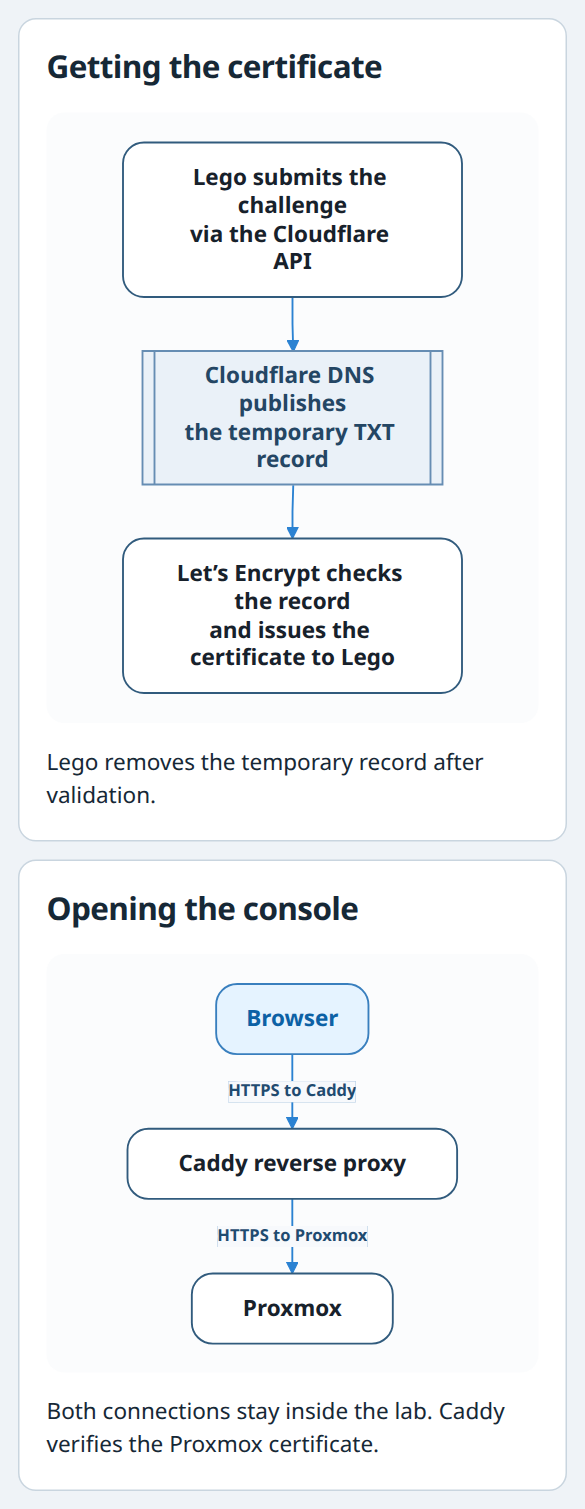 Getting the certificate
Lego submits the
challenge
via the Cloudflare
API
Cloudflare DNS
publishes
the temporary TXT
record
Let’s Encrypt checks
the record
and issues the
certificate to Lego
Lego removes the temporary record after
validation.
Opening the console
Browser
HTTPS to Caddy
Caddy reverse proxy
HTTPS to Proxmox
Proxmox
Both connections stay inside the lab. Caddy
verifies the Proxmox certificate.